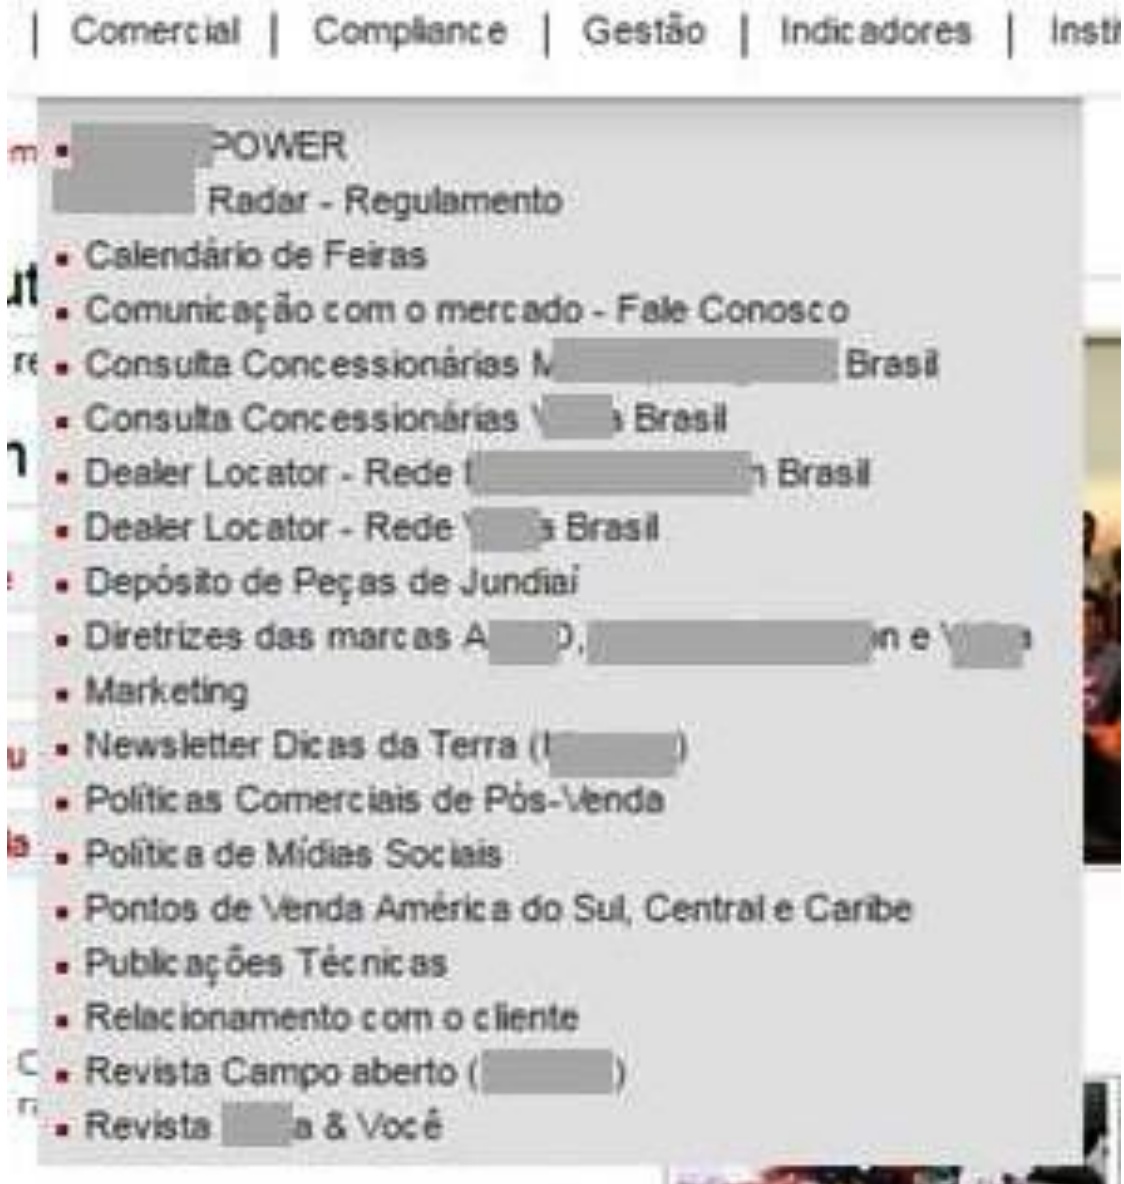 | Comercial | Compliance | Gestão | Indicadores | Insti
POWER
Radar - Regulamento
Calendário de Feiras
Comunicação com o mercado - Fale Conosco
Consulta Concessionárias M Brasil
Consulta Concessionárias V a Brasil
Dealer Locator - Rede n Brasil
Dealer Locator - Rede V a Brasil
Depósito de Peças de Jundiaí
Diretrizes das marcas A O, on e V a
Marketing
Newsletter Dicas da Terra ( )
Políticas Comerciais de Pós-Venda
Política de Mídias Sociais
Pontos de Venda América do Sul, Central e Caribe
Publicações Técnicas
Relacionamento com o cliente
Revista Campo aberto ( )
Revista a & Você